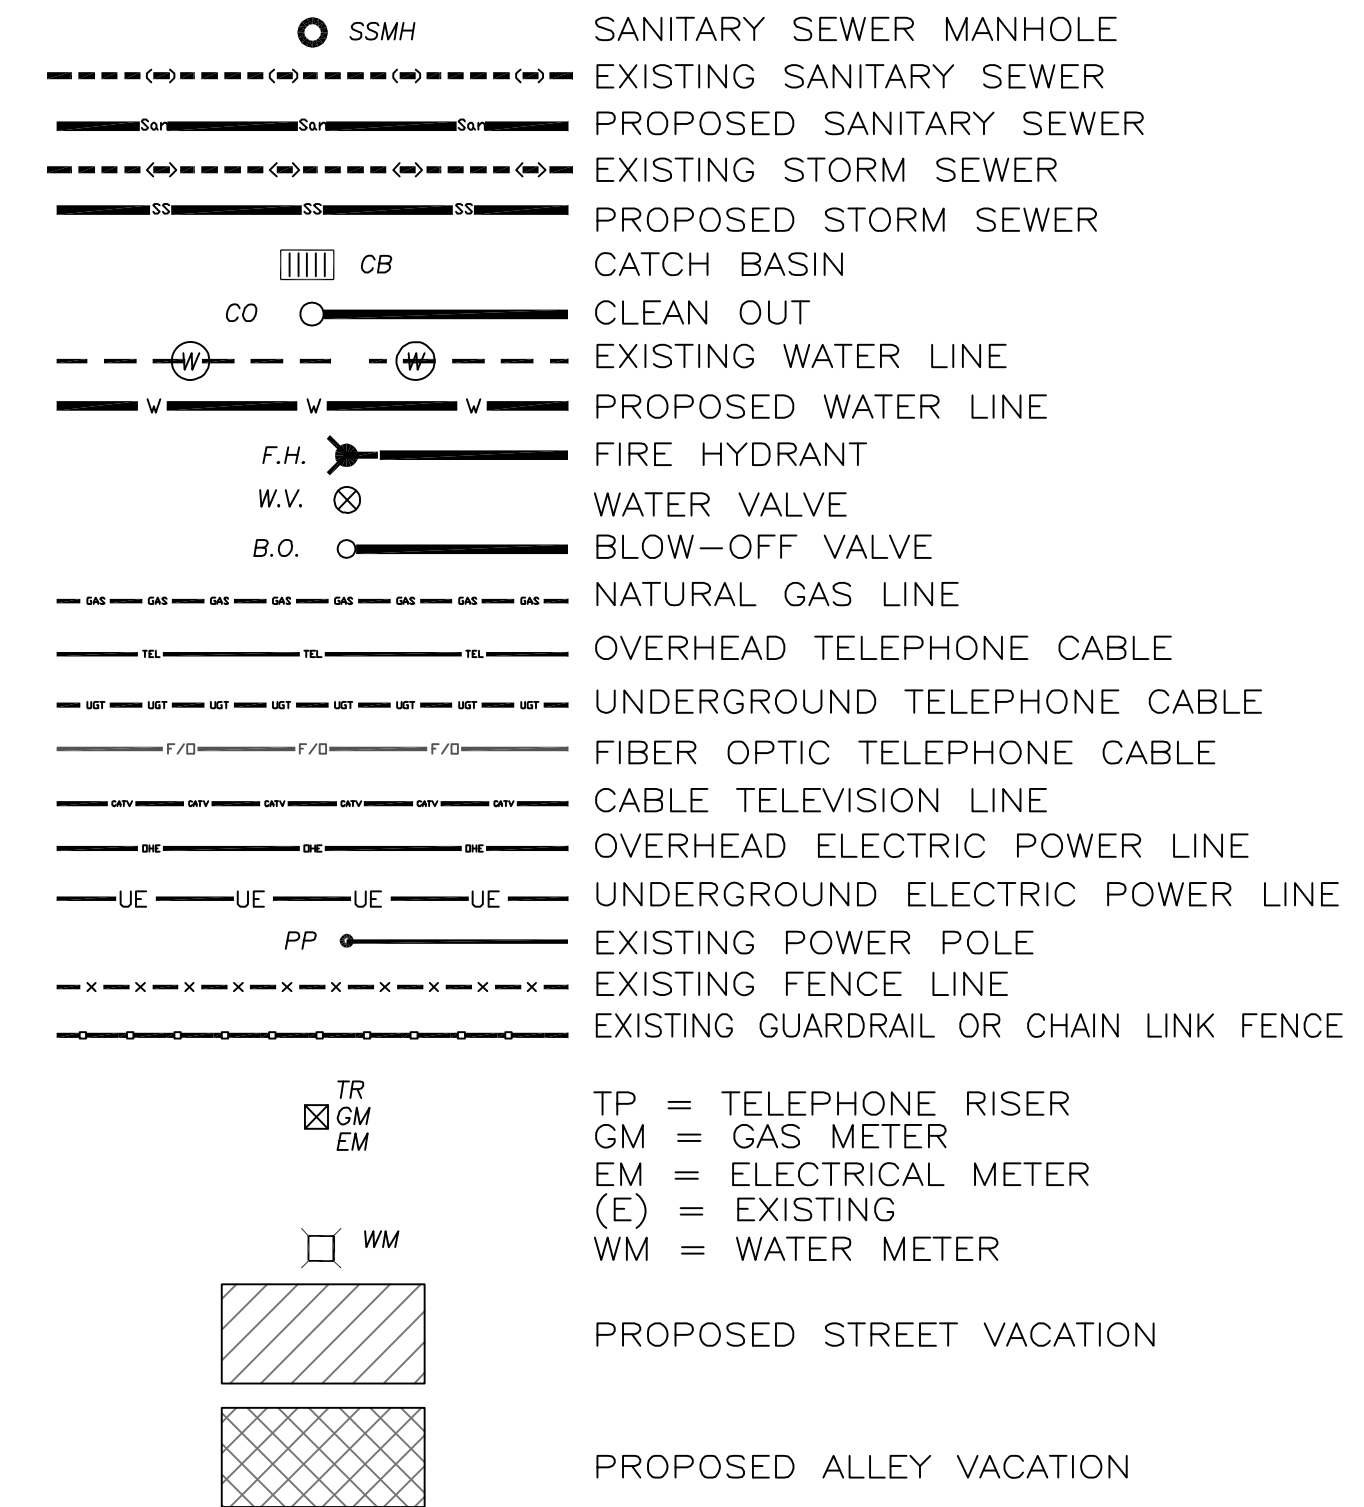 SSMH SANITARY SEWER MANHOLE
EXISTING SANITARY SEWER
San San San PROPOSED SANITARY SEWER
EXISTING STORM SEWER
SS SS SS PROPOSED STORM SEWER
CB CATCH BASIN
CO CLEAN OUT
W W EXISTING WATER LINE
W W W PROPOSED WATER LINE
F.H. FIRE HYDRANT
W.V. WATER VALVE
B.O. BLOW-OFF VALVE
GAS GAS GAS GAS GAS GAS GAS GAS NATURAL GAS LINE
TEL TEL TEL OVERHEAD TELEPHONE CABLE
UGT UGT UGT UGT UGT UGT UGT UGT UNDERGROUND TELEPHONE CABLE
F/O F/O F/O FIBER OPTIC TELEPHONE CABLE
CATV CATV CATV CATV CATV CATV CABLE TELEVISION LINE
OHE OHE OHE OVERHEAD ELECTRIC POWER LINE
UE UE UE UE UNDERGROUND ELECTRIC POWER LINE
PP EXISTING POWER POLE
EXISTING FENCE LINE
EXISTING GUARDRAIL OR CHAIN LINK FENCE
TR
GM
EM
TP = TELEPHONE RISER
GM = GAS METER
EM = ELECTRICAL METER
(E) = EXISTING
WM WM = WATER METER
PROPOSED STREET VACATION
PROPOSED ALLEY VACATION